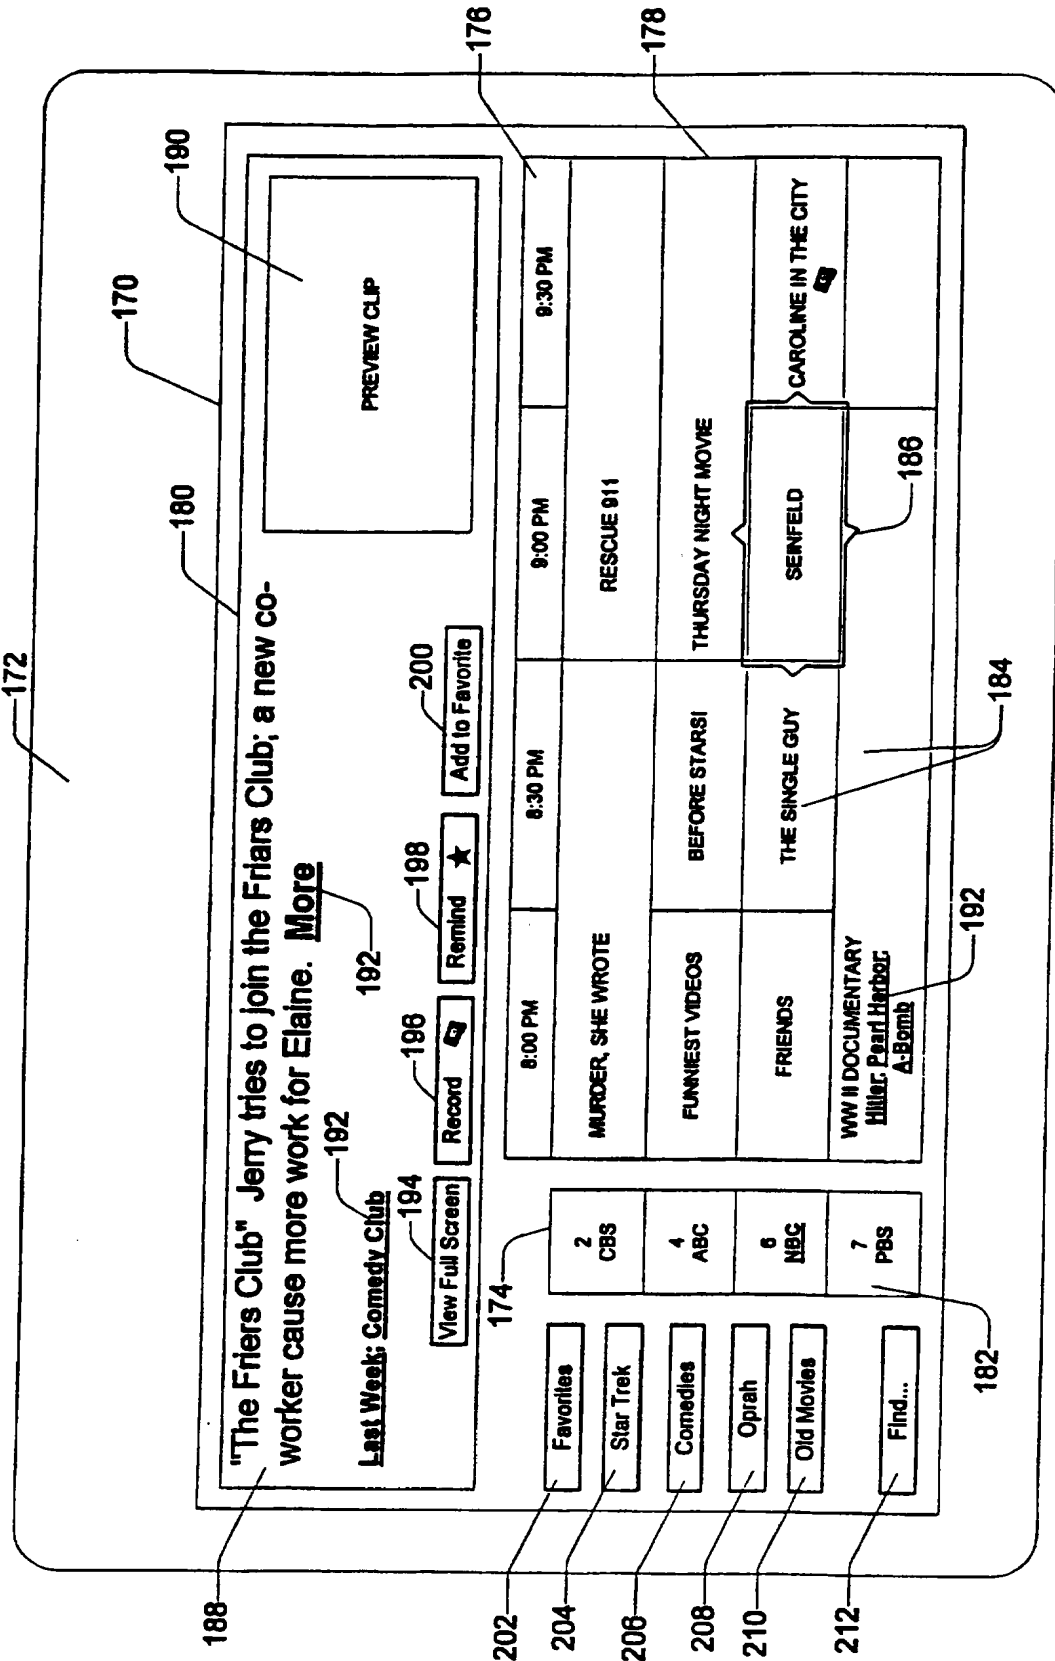 172
170
180
190
"The Friers Club" Jerry tries to join the Friars Club; a new co-
worker cause more work for Elaine. More
192
Last Week; Comedy Club
192
PREVIEW CLIP
188
194
196
198
200
View Full Screen
Record
Remind ★
Add to Favorite
176
174
8:00 PM
8:30 PM
9:00 PM
9:30 PM
202
Favorites
2
CBS
MURDER, SHE WROTE
RESCUE 911
204
Star Trek
178
206
Comedies
4
ABC
FUNNIEST VIDEOS
BEFORE STARS!
THURSDAY NIGHT MOVIE
208
Oprah
6
NBC
FRIENDS
THE SINGLE GUY
SEINFELD
CAROLINE IN THE CITY
210
Old Movies
7
PBS
WW II DOCUMENTARY
Hitler, Pearl Harbor,
A-Bomb
212
Find...
182
192
184
186